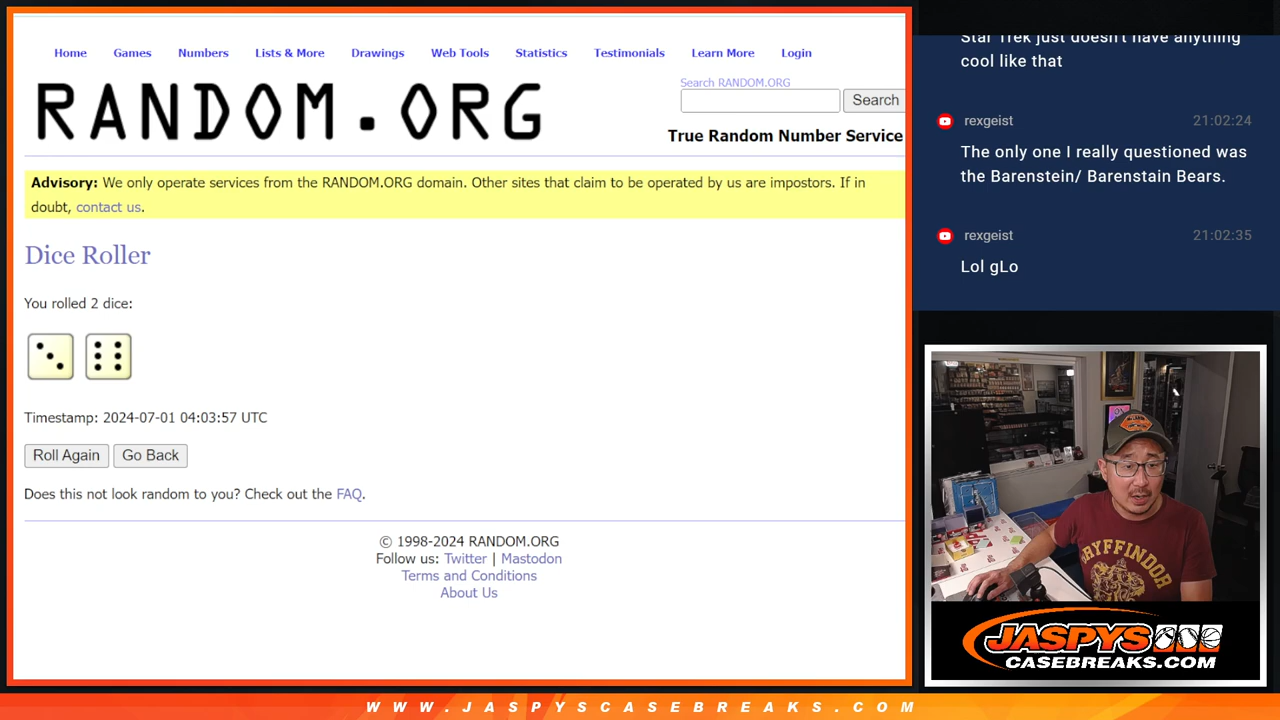 Home Games Numbers Lists & More Drawings Web Tools Statistics Testimonials Learn More Login
RANDOM.ORG
Search RANDOM.ORG
Search
True Random Number Service
Advisory: We only operate services from the RANDOM.ORG domain. Other sites that claim to be operated by us are impostors. If in
doubt, contact us.
Dice Roller
You rolled 2 dice:
Timestamp: 2024-07-01 04:03:57 UTC
Roll Again Go Back
Does this not look random to you? Check out the FAQ.
© 1998-2024 RANDOM.ORG
Follow us: Twitter | Mastodon
Terms and Conditions
About Us
Star Trek just doesn't have anything
cool like that
rexgeist 21:02:24
The only one I really questioned was
the Barenstein/ Barenstain Bears.
rexgeist 21:02:35
Lol gLo
GRYFFINDOR
JASPYS
CASEBREAKS.COM
WWW.JASPYSCASEBREAKS.COM